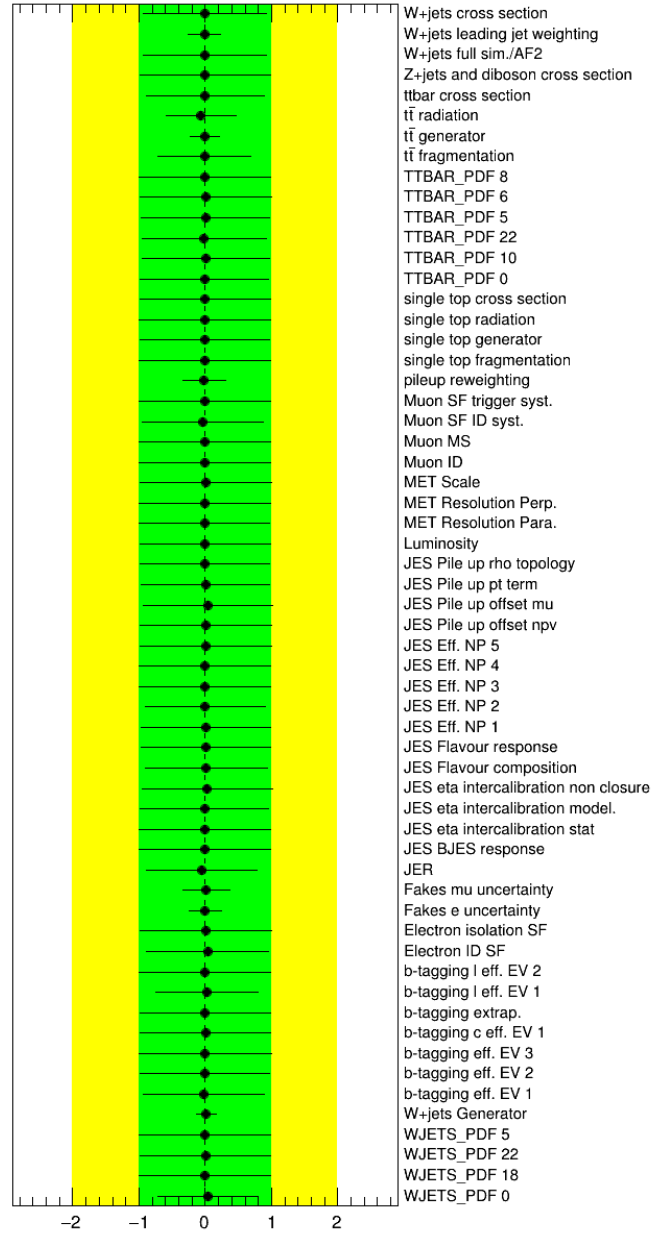 W+jets cross section
W+jets leading jet weighting
W+jets full sim./AF2
Z+jets and diboson cross section
ttbar cross section
tt̄ radiation
tt̄ generator
tt̄ fragmentation
TTBAR_PDF 8
TTBAR_PDF 6
TTBAR_PDF 5
TTBAR_PDF 22
TTBAR_PDF 10
TTBAR_PDF 0
single top cross section
single top radiation
single top generator
single top fragmentation
pileup reweighting
Muon SF trigger syst.
Muon SF ID syst.
Muon MS
Muon ID
MET Scale
MET Resolution Perp.
MET Resolution Para.
Luminosity
JES Pile up rho topology
JES Pile up pt term
JES Pile up offset mu
JES Pile up offset npv
JES Eff. NP 5
JES Eff. NP 4
JES Eff. NP 3
JES Eff. NP 2
JES Eff. NP 1
JES Flavour response
JES Flavour composition
JES eta intercalibration non closure
JES eta intercalibration model.
JES eta intercalibration stat
JES BJES response
JER
Fakes mu uncertainty
Fakes e uncertainty
Electron isolation SF
Electron ID SF
b-tagging l eff. EV 2
b-tagging l eff. EV 1
b-tagging extrap.
b-tagging c eff. EV 1
b-tagging eff. EV 3
b-tagging eff. EV 2
b-tagging eff. EV 1
W+jets Generator
WJETS_PDF 5
WJETS_PDF 22
WJETS_PDF 18
WJETS_PDF 0
−2 −1 0 1 2